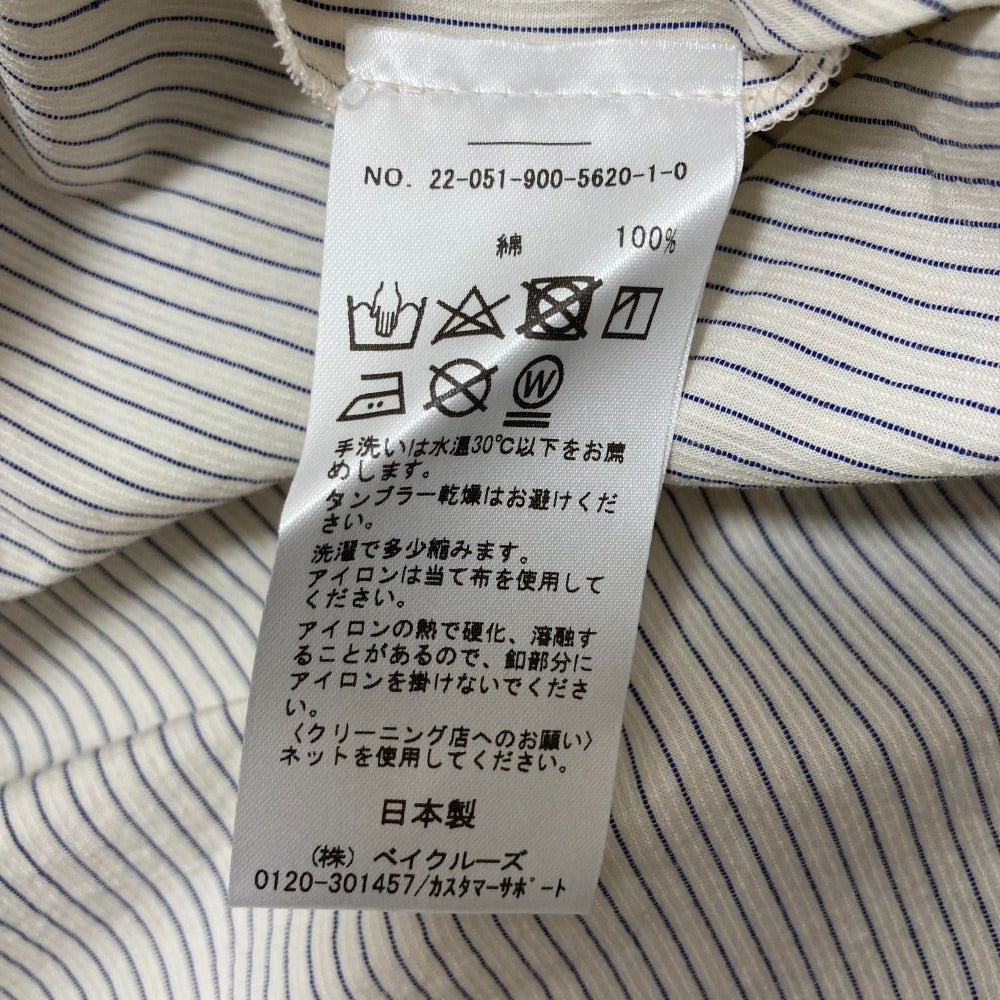 NO. 22-051-900-5620-1-0
綿 100%
W
手洗いは水温30℃以下をお薦
めします。
タンブラー乾燥はお避けくだ
さい。
洗濯で多少縮みます。
アイロンは当て布を使用して
ください。
アイロンの熱で硬化、溶融す
ることがあるので、釦部分に
アイロンを掛けないでくださ
い。
〈クリーニング店へのお願い〉
ネットを使用してください。
日本製
(株) ベイクルーズ
0120-301457/ｶｽﾀﾏｰｻﾎﾟｰﾄ